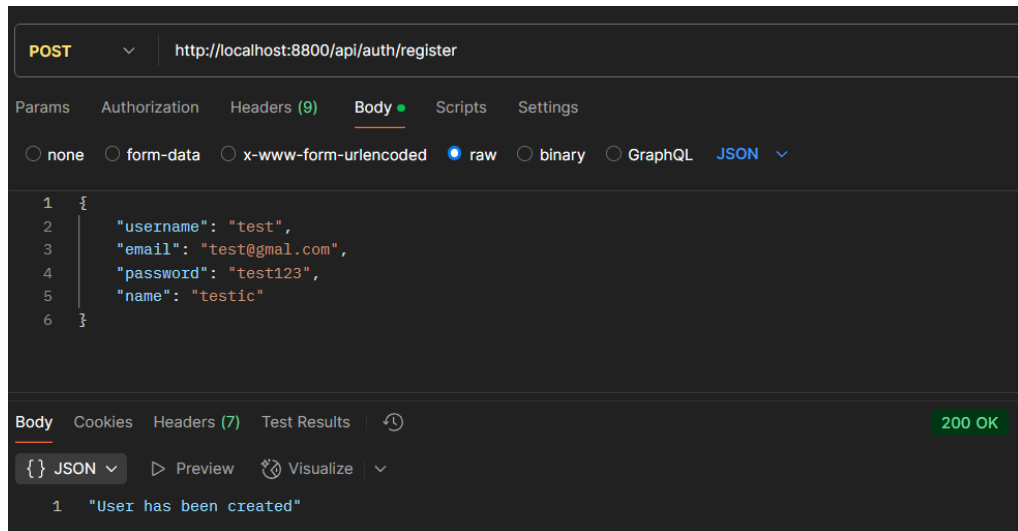 POST http://localhost:8800/api/auth/register
Params Authorization Headers (9) Body Scripts Settings
none form-data x-www-form-urlencoded raw binary GraphQL JSON
1 {
2 "username": "test",
3 "email": "test@gmal.com",
4 "password": "test123",
5 "name": "testic"
6 }
Body Cookies Headers (7) Test Results 200 OK
{} JSON Preview Visualize
1 "User has been created"